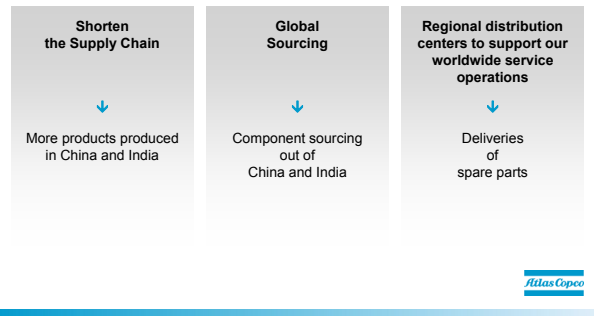 Shorten
the Supply Chain
More products produced
in China and India
Global
Sourcing
Component sourcing
out of
China and India
Regional distribution
centers to support our
worldwide service
operations
Deliveries
of
spare parts
Atlas Copco